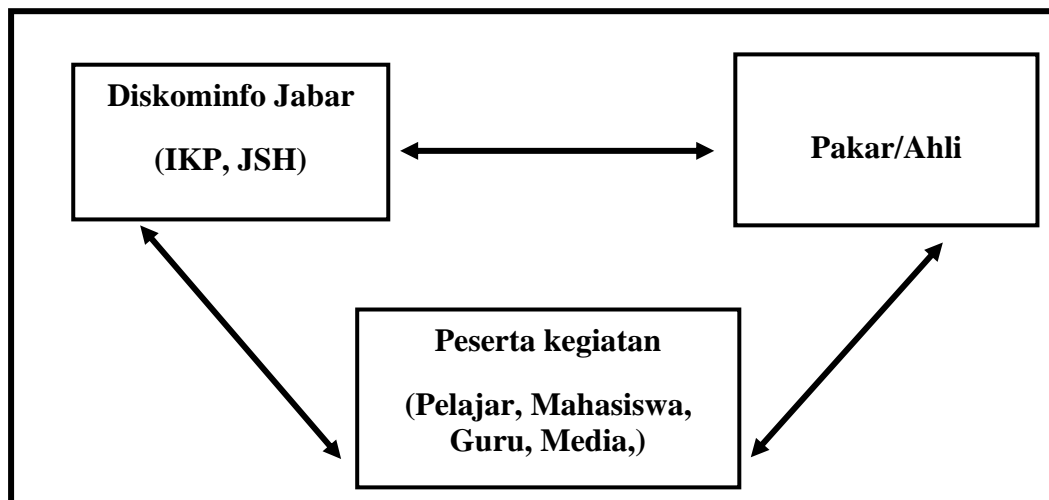 Diskominfo Jabar
(IKP, JSH)
Pakar/Ahli
Peserta kegiatan
(Pelajar, Mahasiswa,
Guru, Media,)